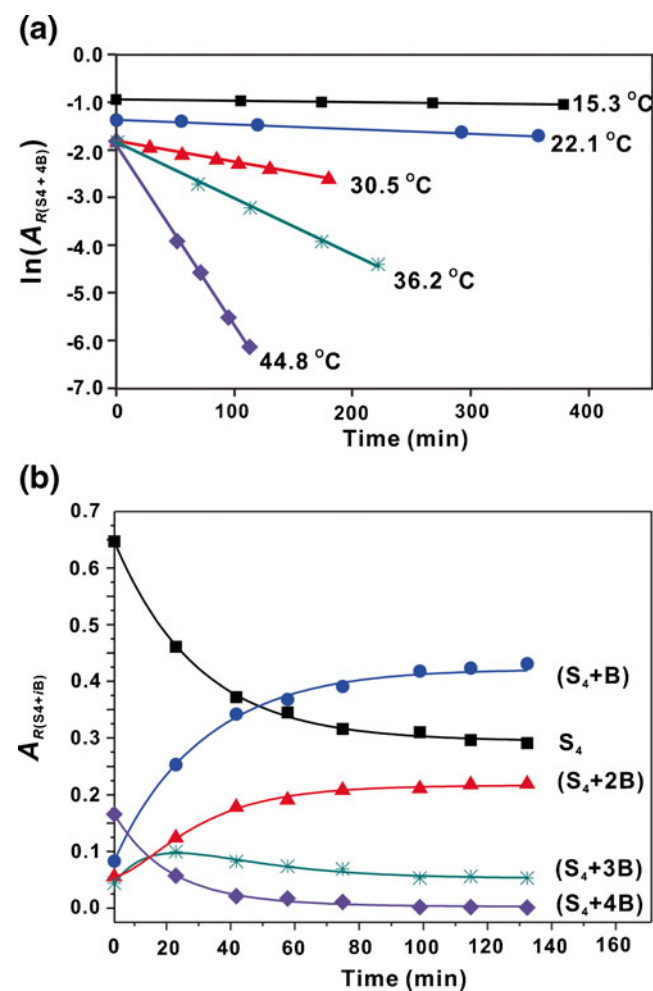 (a)
0.0
-1.0
-2.0
-3.0
-4.0
-5.0
-6.0
-7.0
ln(A_R(S4 + 4B))
15.3 °C
22.1 °C
30.5 °C
36.2 °C
44.8 °C
0 100 200 300 400
Time (min)
(b)
0.7
0.6
0.5
0.4
0.3
0.2
0.1
0.0
A_R(S4+iB)
(S₄+B)
S₄
(S₄+2B)
(S₄+3B)
(S₄+4B)
0 20 40 60 80 100 120 140 160
Time (min)